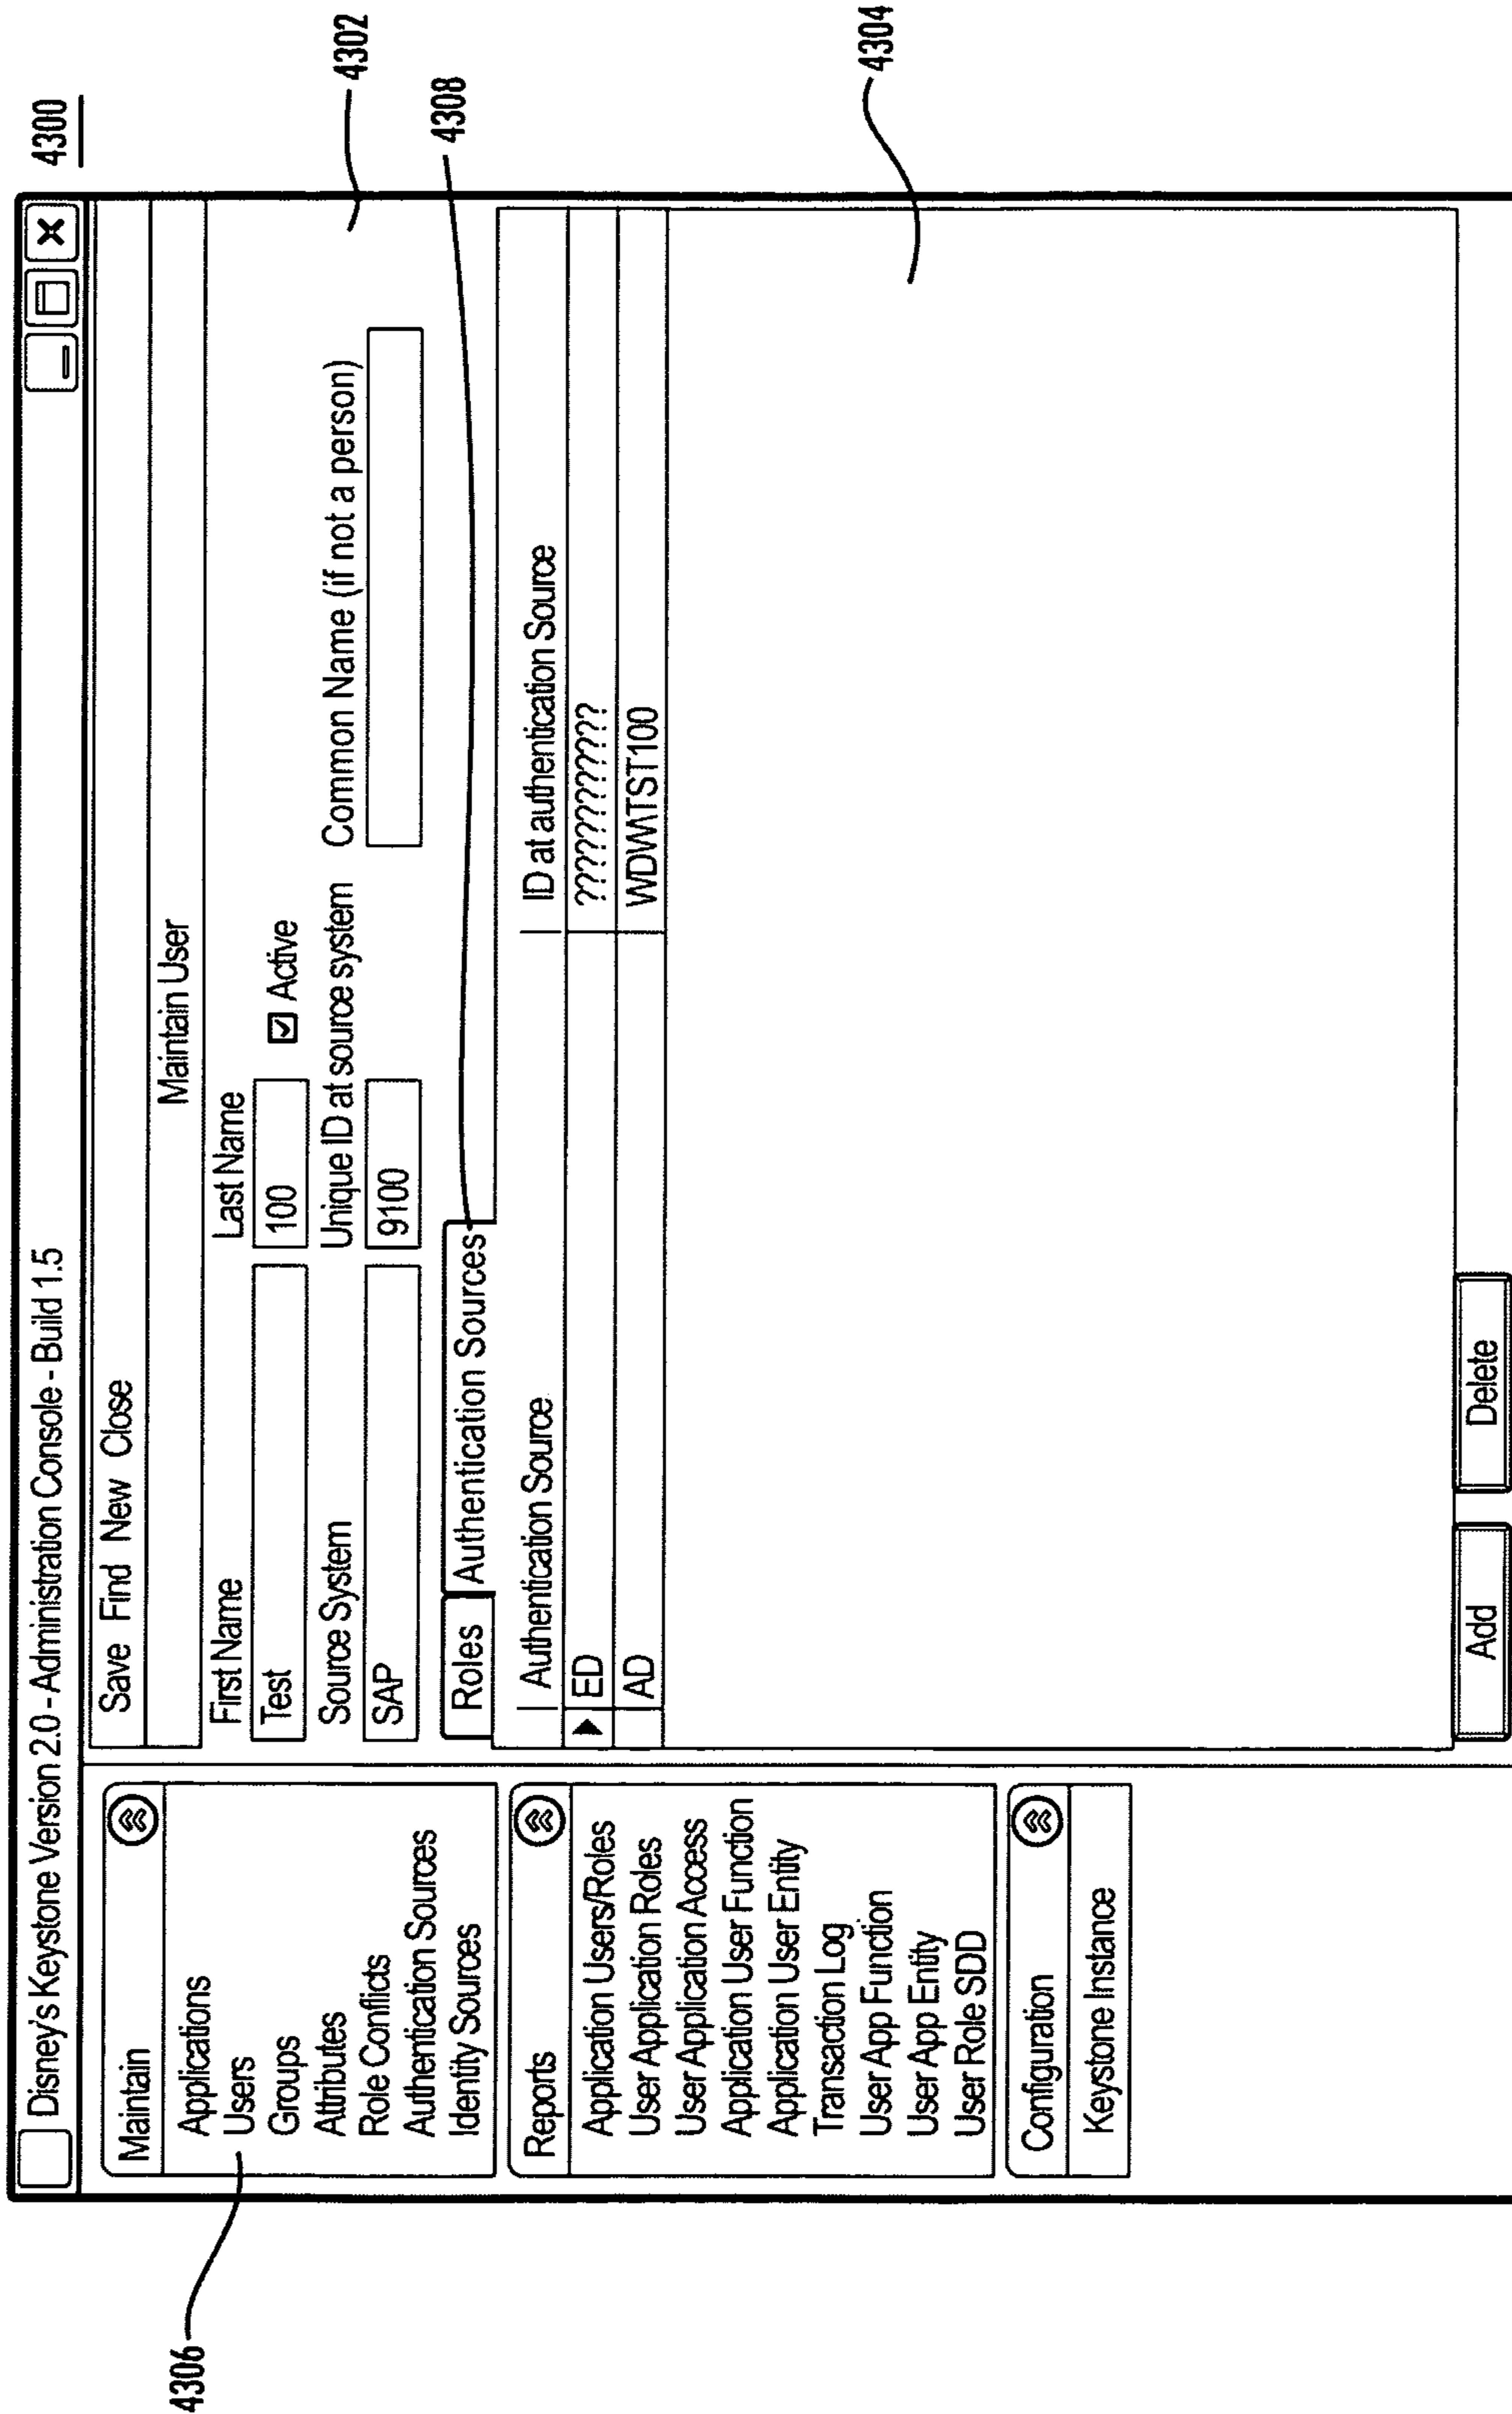 4300
Disney's Keystone Version 2.0 - Administration Console - Build 1.5
Maintain
Applications
Users
Groups
Attributes
Role Conflicts
Authentication Sources
Identity Sources
Reports
Application Users/Roles
User Application Roles
User Application Access
Application User Function
Application User Entity
Transaction Log
User App Function
User App Entity
User Role SDD
Configuration
Keystone Instance
Save Find New Close
Maintain User
First Name Last Name
Test 100 Active
Source System Unique ID at source system Common Name (if not a person)
SAP 9100
Roles Authentication Sources
Authentication Source ID at authentication Source
ED ????????????
AD
Add Delete
4302
4308
4304
4306